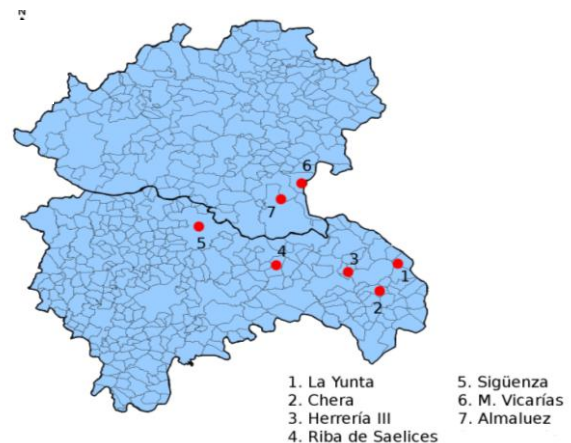 N
6
7
5
4
3
1
2
1. La Yunta
2. Chera
3. Herrería III
4. Riba de Saelices
5. Sigüenza
6. M. Vicarías
7. Almaluez